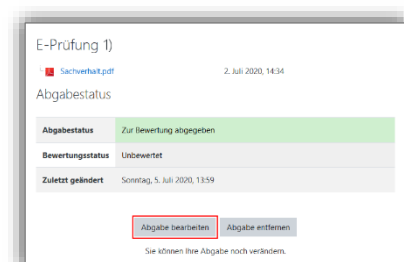 E-Prüfung 1)
Sachverhalt.pdf 2. Juli 2020, 14:34
Abgabestatus
Abgabestatus Zur Bewertung abgegeben
Bewertungsstatus Unbewertet
Zuletzt geändert Sonntag, 5. Juli 2020, 13:59
Abgabe bearbeiten Abgabe entfernen
Sie können Ihre Abgabe noch verändern.